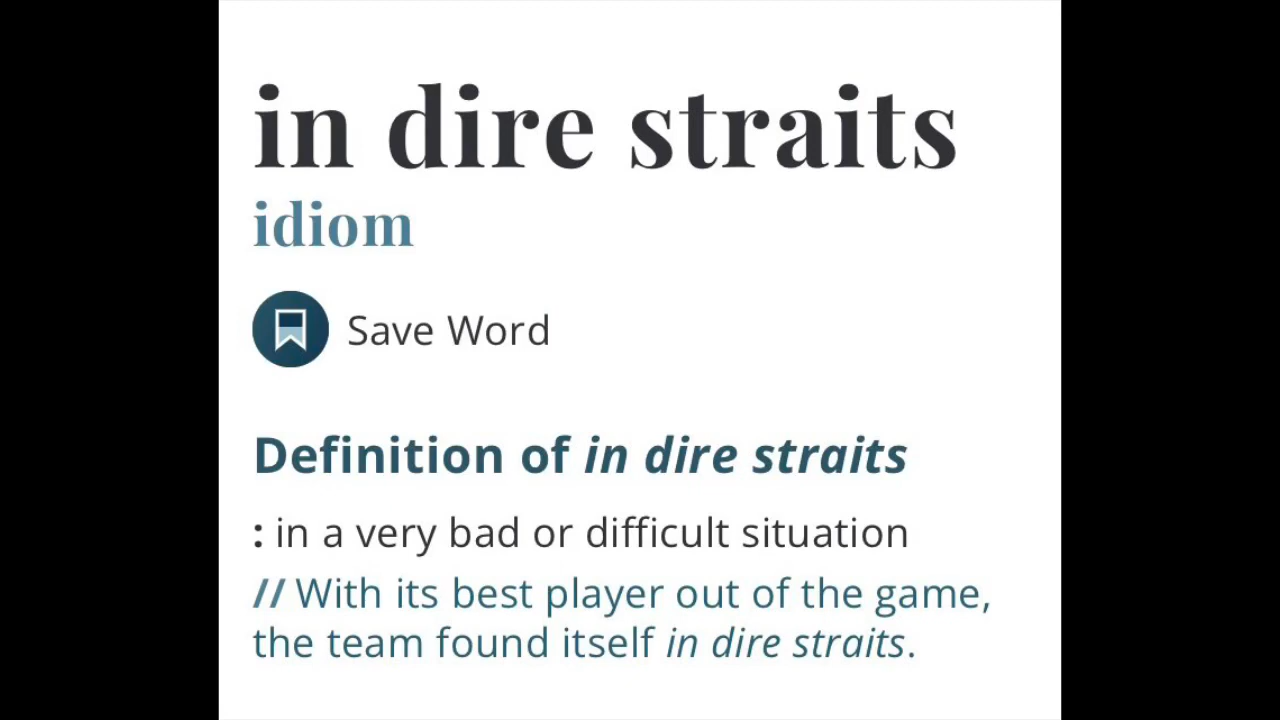 in dire straits
idiom
Save Word
Definition of in dire straits
: in a very bad or difficult situation
// With its best player out of the game,
the team found itself in dire straits.